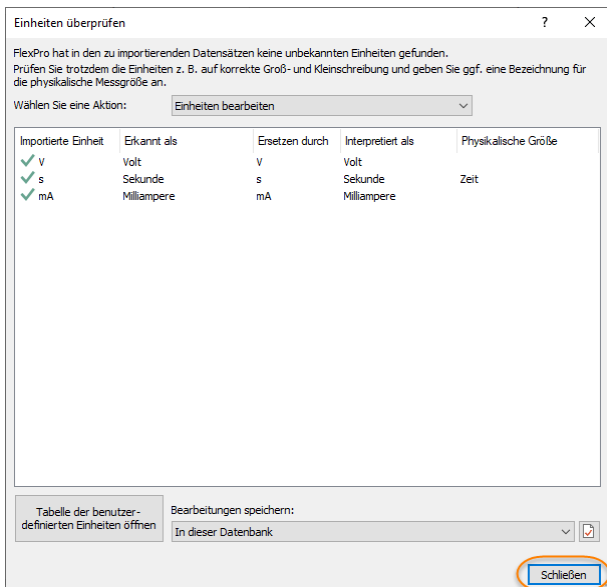 Einheiten überprüfen ?
FlexPro hat in den zu importierenden Datensätzen keine unbekannten Einheiten gefunden.
Prüfen Sie trotzdem die Einheiten z. B. auf korrekte Groß- und Kleinschreibung und geben Sie ggf. eine Bezeichnung für
die physikalische Messgröße an.
Wählen Sie eine Aktion: Einheiten bearbeiten
Importierte Einheit Erkannt als Ersetzen durch Interpretiert als Physikalische Größe
V Volt V Volt
s Sekunde s Sekunde Zeit
mA Milliampere mA Milliampere
Tabelle der benutzer-
definierten Einheiten öffnen
Bearbeitungen speichern:
In dieser Datenbank
Schließen